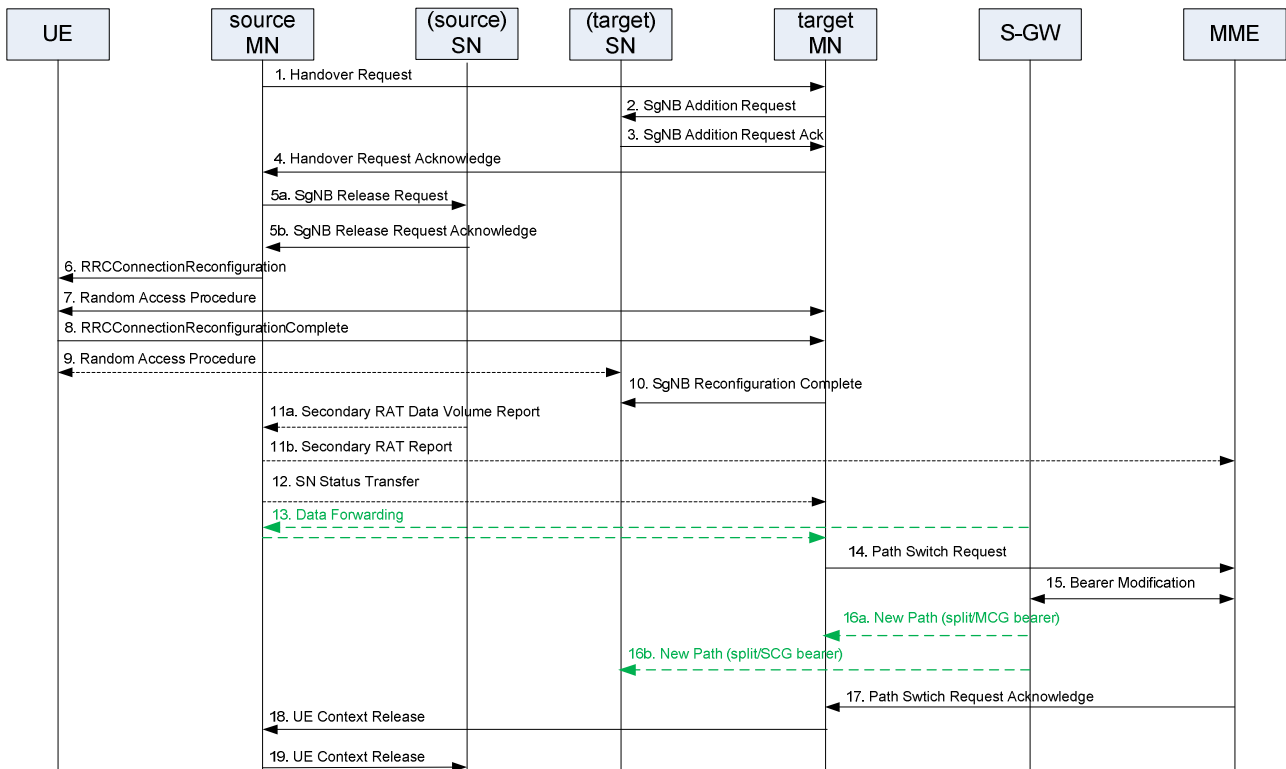 UE
source
MN
(source)
SN
(target)
SN
target
MN
S-GW
MME
1. Handover Request
2. SgNB Addition Request
3. SgNB Addition Request Ack
4. Handover Request Acknowledge
5a. SgNB Release Request
5b. SgNB Release Request Acknowledge
6. RRCConnectionReconfiguration
7. Random Access Procedure
8. RRCConnectionReconfigurationComplete
9. Random Access Procedure
10. SgNB Reconfiguration Complete
11a. Secondary RAT Data Volume Report
11b. Secondary RAT Report
12. SN Status Transfer
13. Data Forwarding
14. Path Switch Request
15. Bearer Modification
16a. New Path (split/MCG bearer)
16b. New Path (split/SCG bearer)
17. Path Swtich Request Acknowledge
18. UE Context Release
19. UE Context Release